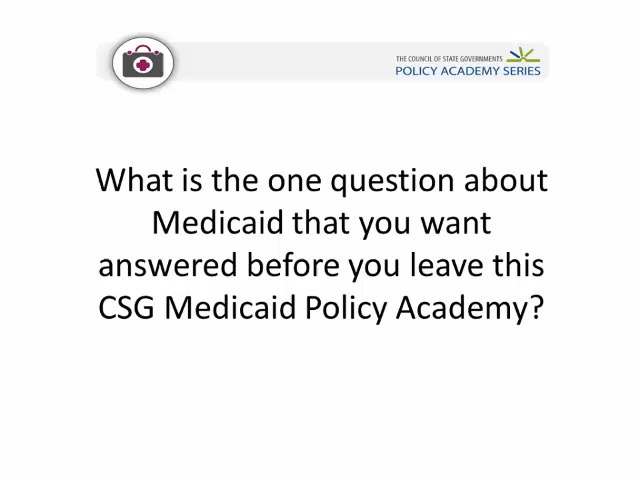 THE COUNCIL OF STATE GOVERNMENTS
POLICY ACADEMY SERIES
What is the one question about
Medicaid that you want
answered before you leave this
CSG Medicaid Policy Academy?